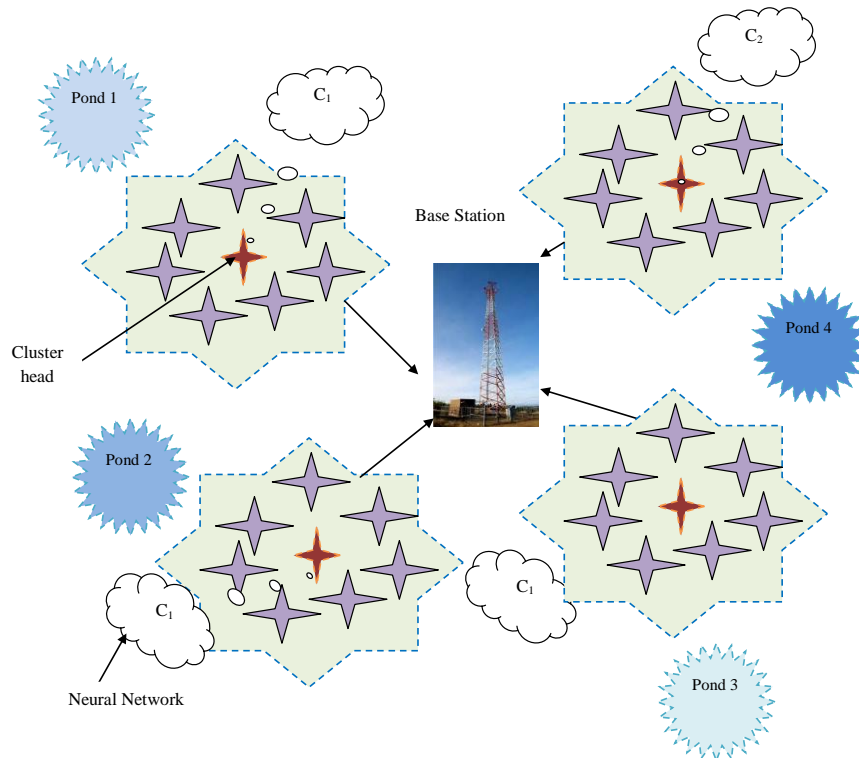 C2
Pond 1
C1
Base Station
Pond 4
Cluster
head
Pond 2
C1
C1
Pond 3
Neural Network